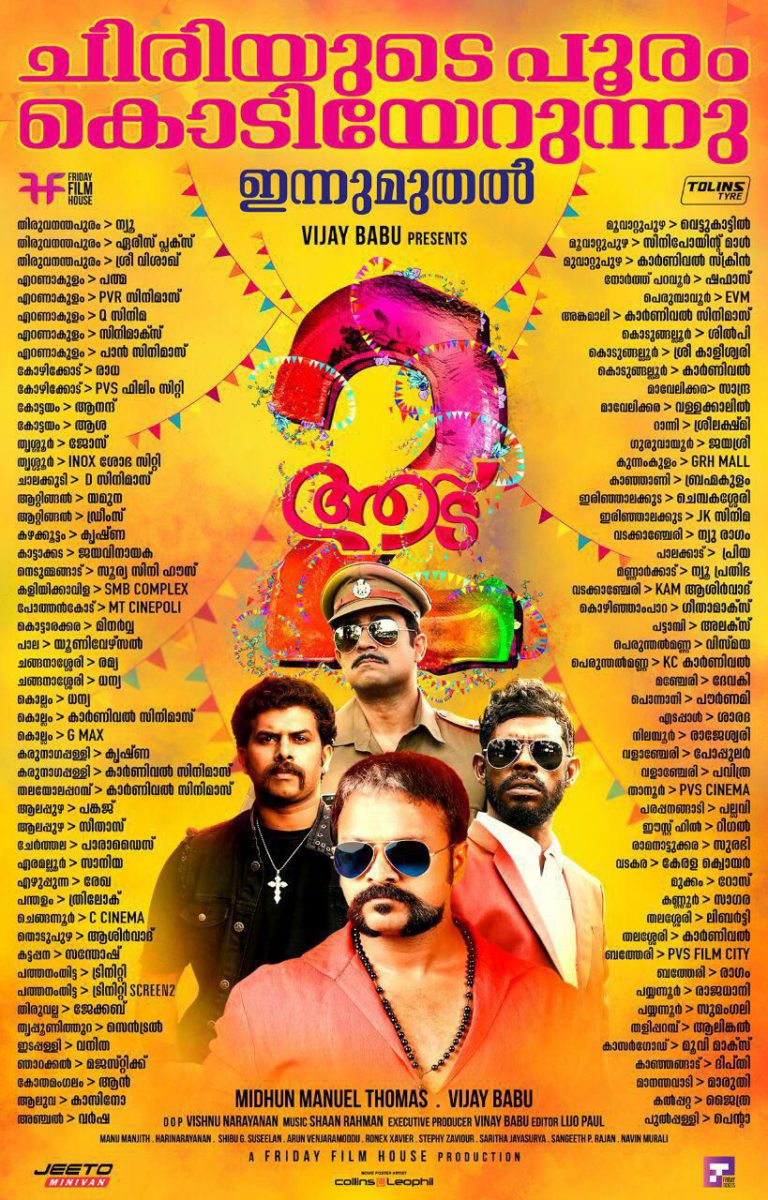 ചിരിയുടെ പൂരം
കൊടിയേറുന്നു
ഇന്നുമുതൽ
FRIDAY
FILM
HOUSE
TOLINS
TYRE
VIJAY BABU PRESENTS
2
ആട്
തിരുവനന്തപുരം > ന്യൂ
തിരുവനന്തപുരം > ഏരീസ് പ്ലക്സ്
തിരുവനന്തപുരം > ശ്രീ വിശാഖ്
എറണാകുളം > പത്മ
എറണാകുളം > PVR സിനിമാസ്
എറണാകുളം > Q സിനിമ
എറണാകുളം > സിനിമാക്സ്
എറണാകുളം > പാൻ സിനിമാസ്
കോഴിക്കോട് > രാധ
കോഴിക്കോട് > PVS ഫിലിം സിറ്റി
കോട്ടയം > ആനന്ദ്
കോട്ടയം > ആശ
തൃശ്ശൂർ > ജോസ്
തൃശ്ശൂർ > INOX ശോഭ സിറ്റി
ചാലക്കുടി > D സിനിമാസ്
ആറ്റിങ്ങൽ > യമുന
ആറ്റിങ്ങൽ > ഡ്രീംസ്
കഴക്കൂട്ടം > കൃഷ്ണ
കാട്ടാക്കട > ജയവിനായക
നെടുമ്മങ്ങാട് > സൂര്യ സിനി ഹൗസ്
കളിയിക്കാവിള > SMB COMPLEX
പോത്തൻകോട് > MT CINEPOLI
കൊട്ടാരക്കര > മിനർവ്വ
പാല > യൂണിവേഴ്സൽ
ചങ്ങനാശ്ശേരി > രമ്യ
ചങ്ങനാശ്ശേരി > ധന്യ
കൊല്ലം > ധന്യ
കൊല്ലം > കാർണിവൽ സിനിമാസ്
കൊല്ലം > G MAX
കരുനാഗപ്പള്ളി > കൃഷ്ണ
കരുനാഗപ്പള്ളി > കാർണിവൽ സിനിമാസ്
തലയോലപ്പറമ്പ് > കാർണിവൽ സിനിമാസ്
ആലപ്പുഴ > പങ്കജ്
ആലപ്പുഴ > സീതാസ്
ചേർത്തല > പാരാഡൈസ്
എരമല്ലൂർ > സാനിയ
എഴുപുന്ന > രേഖ
പന്തളം > ത്രിലോക്
ചെങ്ങന്നൂർ > C CINEMA
തൊടുപുഴ > ആശിർവാദ്
കട്ടപ്പന > സന്തോഷ്
പത്തനംതിട്ട > ട്രിനിറ്റി
പത്തനംതിട്ട > ട്രിനിറ്റി SCREEN2
തിരുവല്ല > ജേക്കബ്
തൃപ്പൂണിത്തുറ > സെൻട്രൽ
ഇടപ്പള്ളി > വനിത
ഞാറക്കൽ > മജസ്റ്റിക്ക്
കോതമംഗലം > ആൻ
ആലുവ > കാസിനോ
അഞ്ചൽ > വർഷ
മൂവാറ്റുപുഴ > വെട്ടുകാട്ടിൽ
മൂവാറ്റുപുഴ > സിനിപോയിന്റ് മാൾ
മുവാറ്റുപുഴ > കാർണിവൽ സ്ക്രീൻ
നോർത്ത് പറവൂർ > ഷഫാസ്
പെരുമ്പാവൂർ > EVM
അങ്കമാലി > കാർണിവൽ സിനിമാസ്
കൊടുങ്ങല്ലൂർ > ശിൽപി
കൊടുങ്ങല്ലൂർ > ശ്രീ കാളീശ്വരി
കൊടുങ്ങല്ലൂർ > കാർണിവൽ
മാവേലിക്കര > സാന്ദ്ര
മാവേലിക്കര > വള്ളക്കാലിൽ
റാന്നി > ശ്രീലക്ഷ്മി
ഗുരുവായൂർ > ജയശ്രീ
കുന്നംകുളം > GRH MALL
കാഞ്ഞാണി > ബ്രഹ്മകുളം
ഇരിഞ്ഞാലക്കുട > ചെമ്പകശ്ശേരി
ഇരിഞ്ഞാലക്കുട > JK സിനിമ
വടക്കാഞ്ചേരി > ന്യൂ രാഗം
പാലക്കാട് > പ്രിയ
മണ്ണാർക്കാട് > ന്യൂ പ്രതിഭ
വടക്കാഞ്ചേരി > KAM ആശിർവാദ്
കൊഴിഞ്ഞാംപാറ > ഗീതാമാക്സ്
പട്ടാമ്പി > അലക്സ്
പെരുന്തൽമണ്ണ > വിസ്മയ
പെരുന്തൽമണ്ണ > KC കാർണിവൽ
മഞ്ചേരി > ദേവകി
പൊന്നാനി > പൗർണമി
എടപ്പാൾ > ശാരദ
നിലമ്പൂർ > രാജേശ്വരി
വളാഞ്ചേരി > പോപ്പുലർ
വളാഞ്ചേരി > പവിത്ര
താനൂർ > PVS CINEMA
പരപ്പനങ്ങാടി > പല്ലവി
ഈസ്റ്റ് ഹിൽ > റിഗൽ
രാമനാട്ടുക്കര > സുരഭി
വടകര > കേരള ക്വൊയർ
മുക്കം > റോസ്
കണ്ണൂർ > സാഗര
തലശ്ശേരി > ലിബർട്ടി
തലശ്ശേരി > കാർണിവൽ
ബത്തേരി > PVS FILM CITY
ബത്തേരി > രാഗം
പയ്യന്നൂർ > രാജധാനി
പയ്യന്നൂർ > സുമംഗലി
തളിപ്പറമ്പ് > ആലിങ്കൽ
കാസർഗോഡ് > മൂവി മാക്സ്
കാഞ്ഞങ്ങാട് > ദീപ്തി
മാനന്തവാടി > മാരുതി
കൽപ്പറ്റ > ജൈത്ര
പുൽപ്പള്ളി > പെന്റാ
MIDHUN MANUEL THOMAS . VIJAY BABU
D O P VISHNU NARAYANAN MUSIC SHAAN RAHMAN EXECUTIVE PRODUCER VINAY BABU EDITOR LIJO PAUL
MANU MANJITH . HARINARAYANAN . SHIBU G. SUSEELAN . ARUN VENJARAMOODU . RONEX XAVIER . STEPHY ZAVIOUR . SARITHA JAYASURYA . SANGEETH P. RAJAN . NAVIN MURALI
A FRIDAY FILM HOUSE PRODUCTION
JEETO
MINIVAN
MOVIE POSTER ARTIST
collins Leophil
FRIDAY
TICKETS